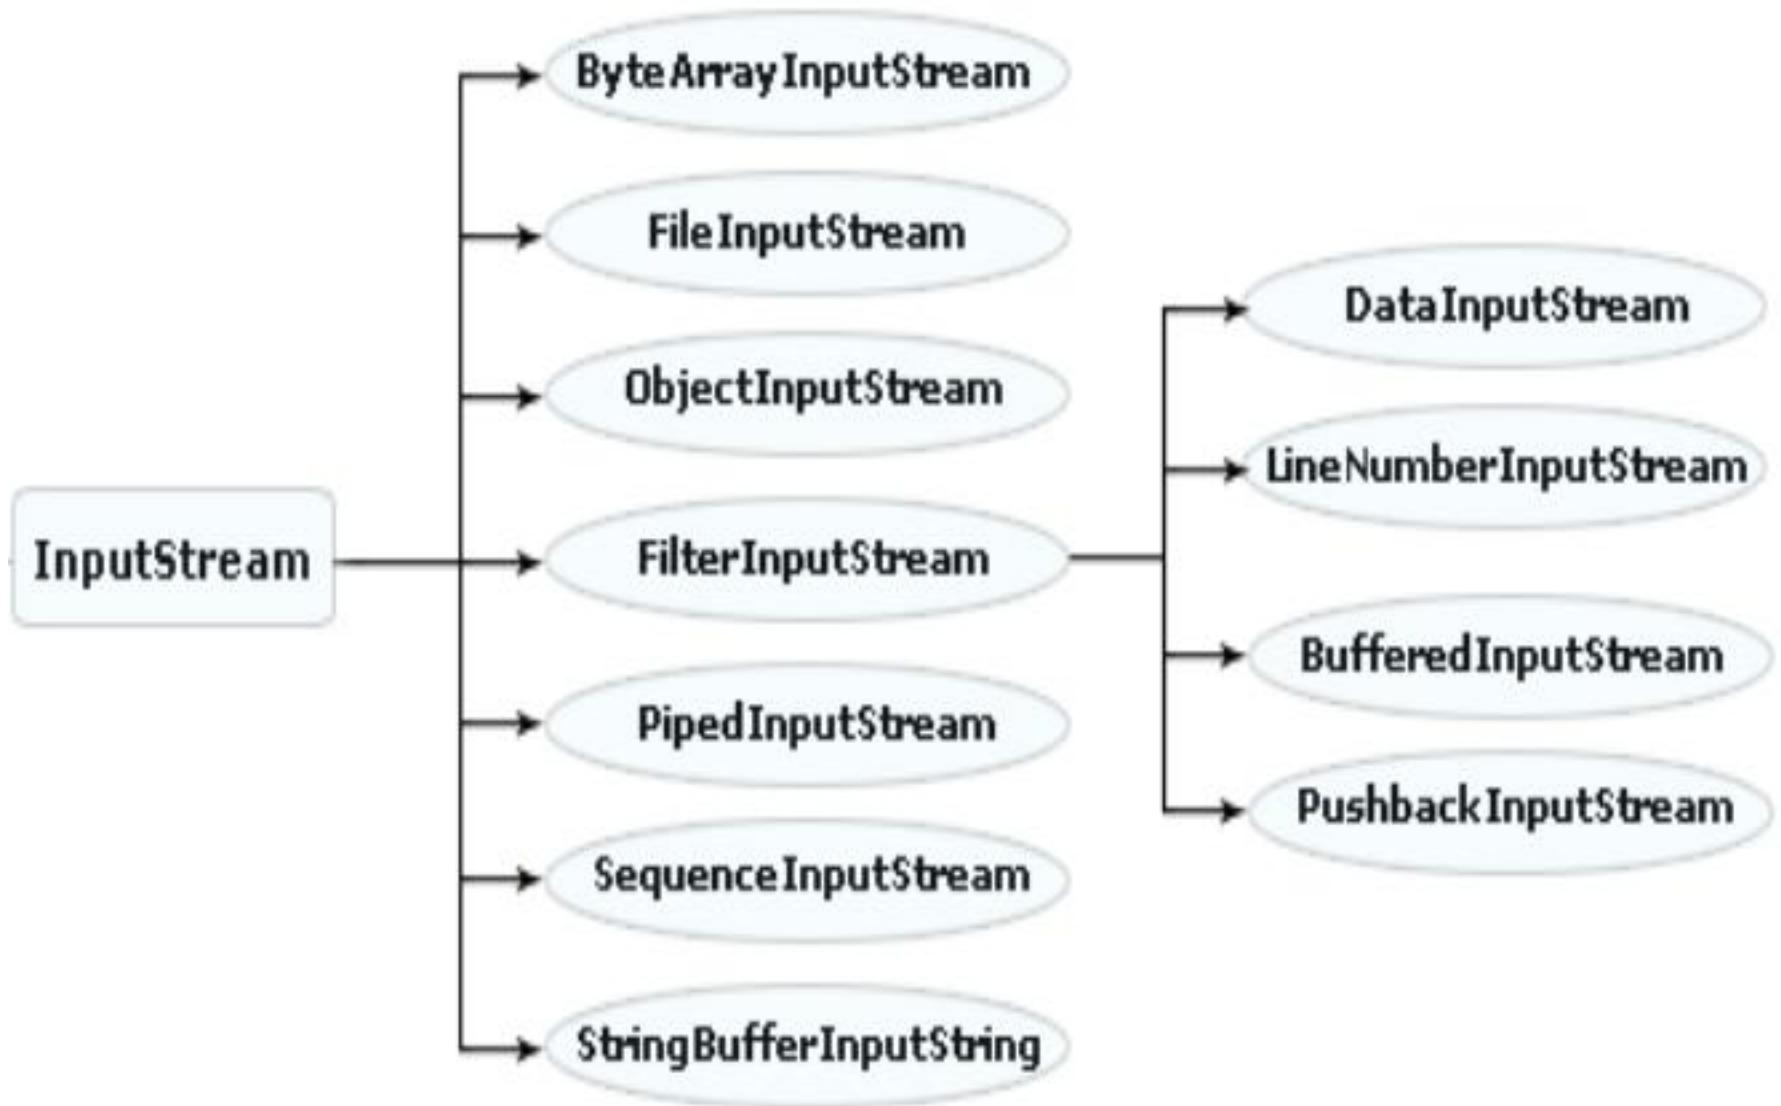 InputStream
ByteArrayInputStream
FileInputStream
ObjectInputStream
FilterInputStream
PipedInputStream
SequenceInputStream
StringBufferInputString
DataInputStream
LineNumberInputStream
BufferedInputStream
PushbackInputStream